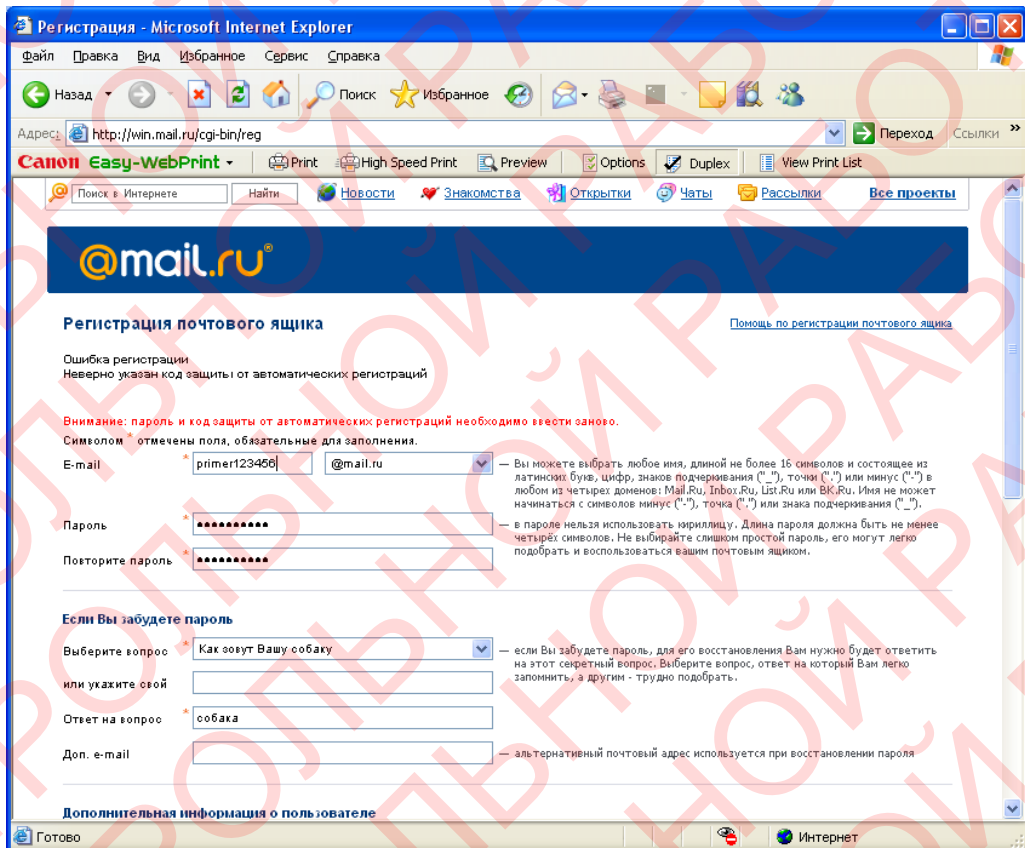 Регистрация - Microsoft Internet Explorer
Файл Правка Вид Избранное Сервис Справка
Назад Поиск Избранное
Адрес: http://win.mail.ru/cgi-bin/reg Переход Ссылки »
Canon Easy-WebPrint Print High Speed Print Preview Options Duplex View Print List
Поиск в Интернете Найти Новости Знакомства Открытки Чаты Рассылки Все проекты
@mail.ru®
Регистрация почтового ящика Помощь по регистрации почтового ящика
Ошибка регистрации
Неверно указан код защиты от автоматических регистраций
Внимание: пароль и код защиты от автоматических регистраций необходимо ввести заново.
Символом * отмечены поля, обязательные для заполнения.
E-mail * primer123456 @mail.ru — Вы можете выбрать любое имя, длиной не более 16 символов и состоящее из
латинских букв, цифр, знаков подчеркивания ("_"), точки (".") или минус ("-") в
любом из четырех доменов: Mail.Ru, Inbox.Ru, List.Ru или BK.Ru. Имя не может
начинаться с символов минус ("-"), точка (".") или знака подчеркивания ("_").
Пароль * •••••••••• — в пароле нельзя использовать кириллицу. Длина пароля должна быть не менее
четырёх символов. Не выбирайте слишком простой пароль, его могут легко
подобрать и воспользоваться вашим почтовым ящиком.
Повторите пароль * ••••••••••
Если Вы забудете пароль
Выберите вопрос * Как зовут Вашу собаку — если Вы забудете пароль, для его восстановления Вам нужно будет ответить
на этот секретный вопрос. Выберите вопрос, ответ на который Вам легко
запомнить, а другим - трудно подобрать.
или укажите свой
Ответ на вопрос * собака
Доп. e-mail — альтернативный почтовый адрес используется при восстановлении пароля
Дополнительная информация о пользователе
Готово Интернет